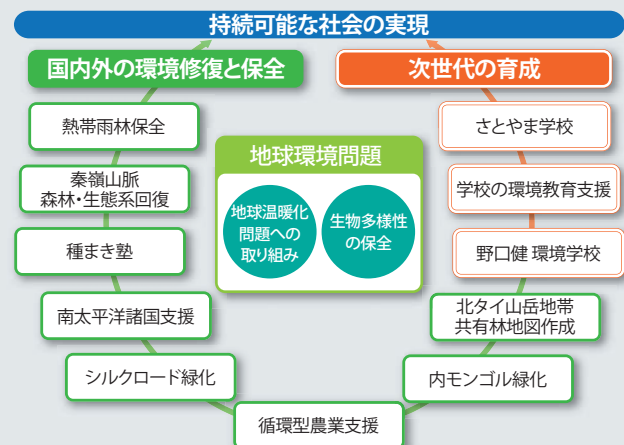 持続可能な社会の実現
国内外の環境修復と保全
次世代の育成
熱帯雨林保全
秦嶺山脈
森林・生態系回復
種まき塾
南太平洋諸国支援
シルクロード緑化
循環型農業支援
地球環境問題
地球温暖化
問題への
取り組み
生物多様性
の保全
さとやま学校
学校の環境教育支援
野口健 環境学校
北タイ山岳地帯
共有林地図作成
内モンゴル緑化